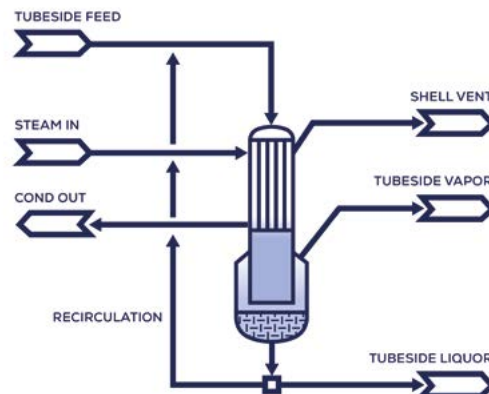 TUBESIDE FEED
SHELL VENT
STEAM IN
TUBESIDE VAPOR
COND OUT
RECIRCULATION
TUBESIDE LIQUOR